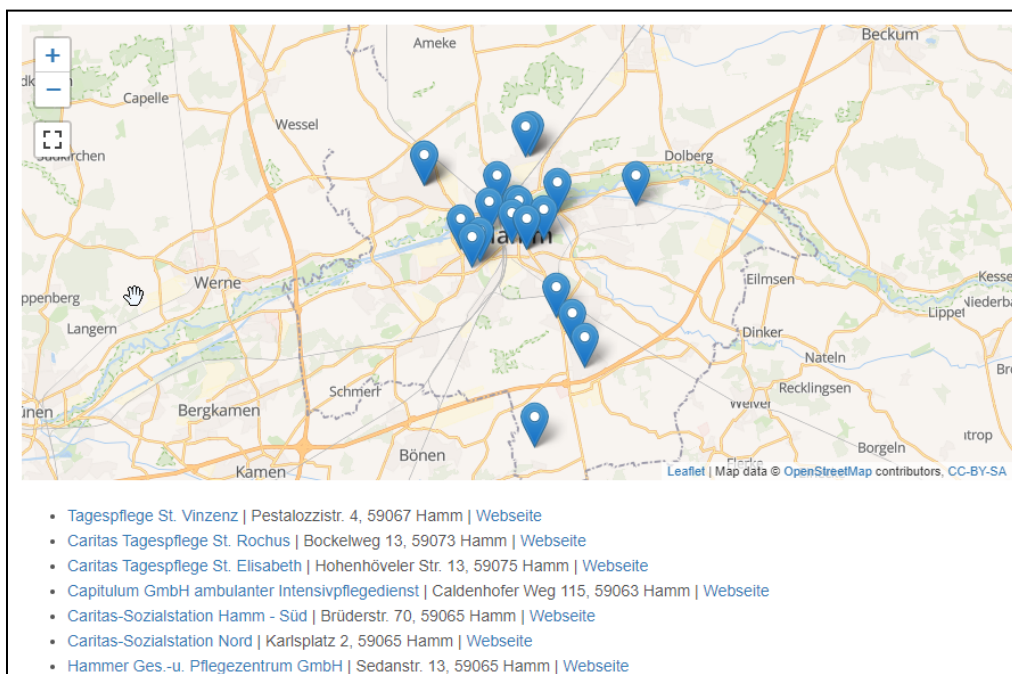 +
−
Ameke
Beckum
Capelle
Wessel
Südkirchen
Dolberg
Hamm
Werne
Eilmsen
Langern
Lippet
Dinker
Nateln
Schmerf
Recklingsen
Welver
Bergkamen
Borgeln
Bönen
Kamen
Leaflet | Map data © OpenStreetMap contributors, CC-BY-SA
• Tagespflege St. Vinzenz | Pestalozzistr. 4, 59067 Hamm | Webseite
• Caritas Tagespflege St. Rochus | Bockelweg 13, 59073 Hamm | Webseite
• Caritas Tagespflege St. Elisabeth | Hohenhöveler Str. 13, 59075 Hamm | Webseite
• Capitulum GmbH ambulanter Intensivpflegedienst | Caldenhofer Weg 115, 59063 Hamm | Webseite
• Caritas-Sozialstation Hamm - Süd | Brüderstr. 70, 59065 Hamm | Webseite
• Caritas-Sozialstation Nord | Karlsplatz 2, 59065 Hamm | Webseite
• Hammer Ges.-u. Pflegezentrum GmbH | Sedanstr. 13, 59065 Hamm | Webseite